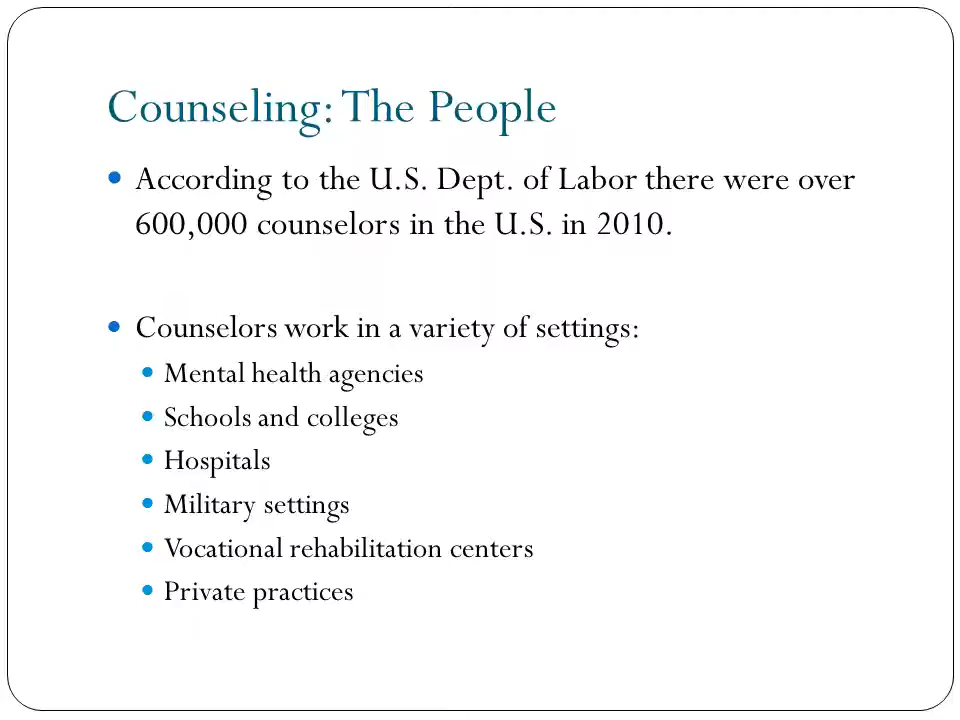 Counseling: The People
• According to the U.S. Dept. of Labor there were over
600,000 counselors in the U.S. in 2010.
• Counselors work in a variety of settings:
• Mental health agencies
• Schools and colleges
• Hospitals
• Military settings
• Vocational rehabilitation centers
• Private practices